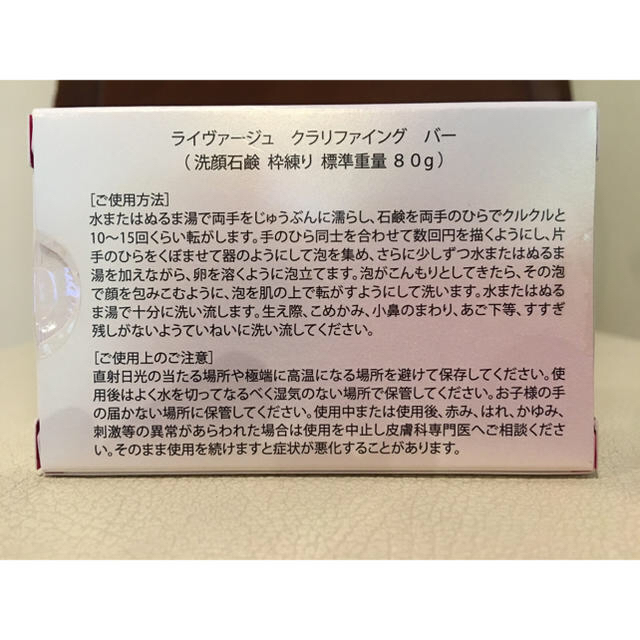 ライヴァージュ　クラリファイング　バー
（ 洗顔石鹸 枠練り 標準重量 ８０g ）
［ご使用方法］
水またはぬるま湯で両手をじゅうぶんに濡らし、石鹸を両手のひらでクルクルと
10〜15回くらい転がします。手のひら同士を合わせて数回円を描くようにし、片
手のひらをくぼませて器のようにして泡を集め、さらに少しずつ水またはぬるま
湯を加えながら、卵を溶くように泡立てます。泡がこんもりとしてきたら、その泡
で顔を包みこむように、泡を肌の上で転がすようにして洗います。水またはぬるま
湯で十分に洗い流します。生え際、こめかみ、小鼻のまわり、あご下等、すすぎ
残しがないようていねいに洗い流してください。
［ご使用上のご注意］
直射日光の当たる場所や極端に高温になる場所を避けて保存してください。使
用後はよく水を切ってなるべく湿気のない場所で保管してください。お子様の手
の届かない場所に保管してください。使用中または使用後、赤み、はれ、かゆみ、
刺激等の異常があらわれた場合は使用を中止し皮膚科専門医へご相談くださ
い。そのまま使用を続けますと症状が悪化することがあります。